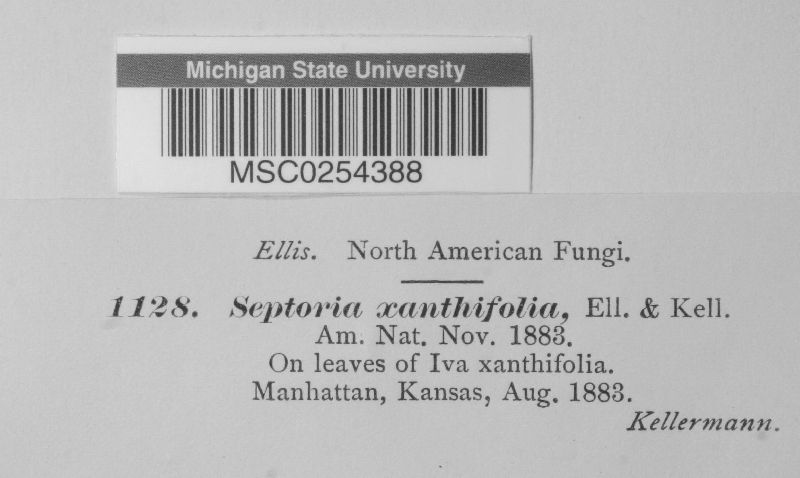 Michigan State University
MSC0254388
Ellis. North American Fungi.
1128. Septoria xanthifolia, Ell. & Kell.
Am. Nat. Nov. 1883.
On leaves of Iva xanthifolia.
Manhattan, Kansas, Aug. 1883.
Kellermann.